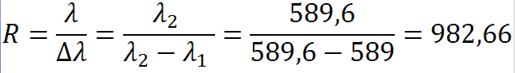 R = λ/Δλ = λ₂/(λ₂ − λ₁) = 589,6/(589,6 − 589) = 982,66